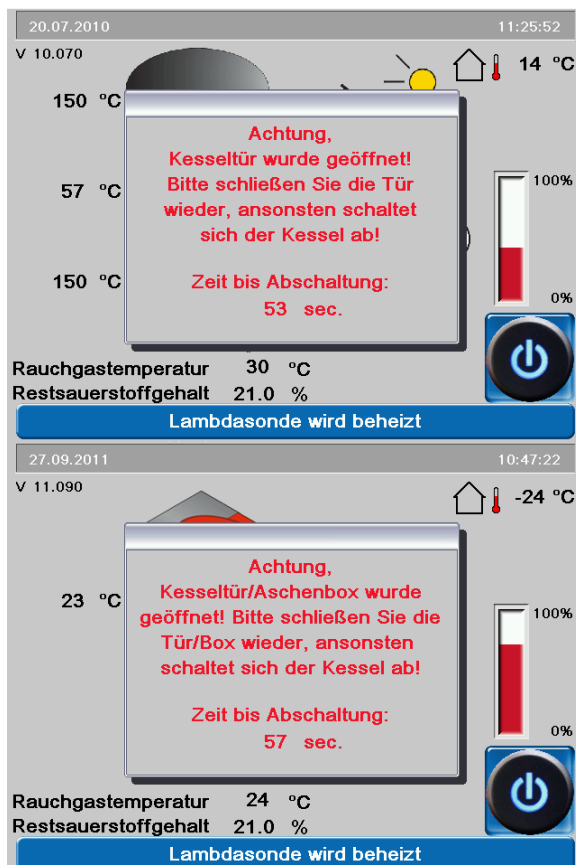 20.07.2010 11:25:52
V 10.070
14 °C
150 °C
Achtung,
Kesseltür wurde geöffnet!
Bitte schließen Sie die Tür
wieder, ansonsten schaltet
sich der Kessel ab!
57 °C
100%
150 °C
Zeit bis Abschaltung:
53 sec.
0%
Rauchgastemperatur 30 °C
Restsauerstoffgehalt 21.0 %
Lambdasonde wird beheizt
27.09.2011 10:47:22
V 11.090
-24 °C
Achtung,
Kesseltür/Aschenbox wurde
geöffnet! Bitte schließen Sie die
Tür/Box wieder, ansonsten
schaltet sich der Kessel ab!
23 °C
100%
Zeit bis Abschaltung:
57 sec.
0%
Rauchgastemperatur 24 °C
Restsauerstoffgehalt 21.0 %
Lambdasonde wird beheizt